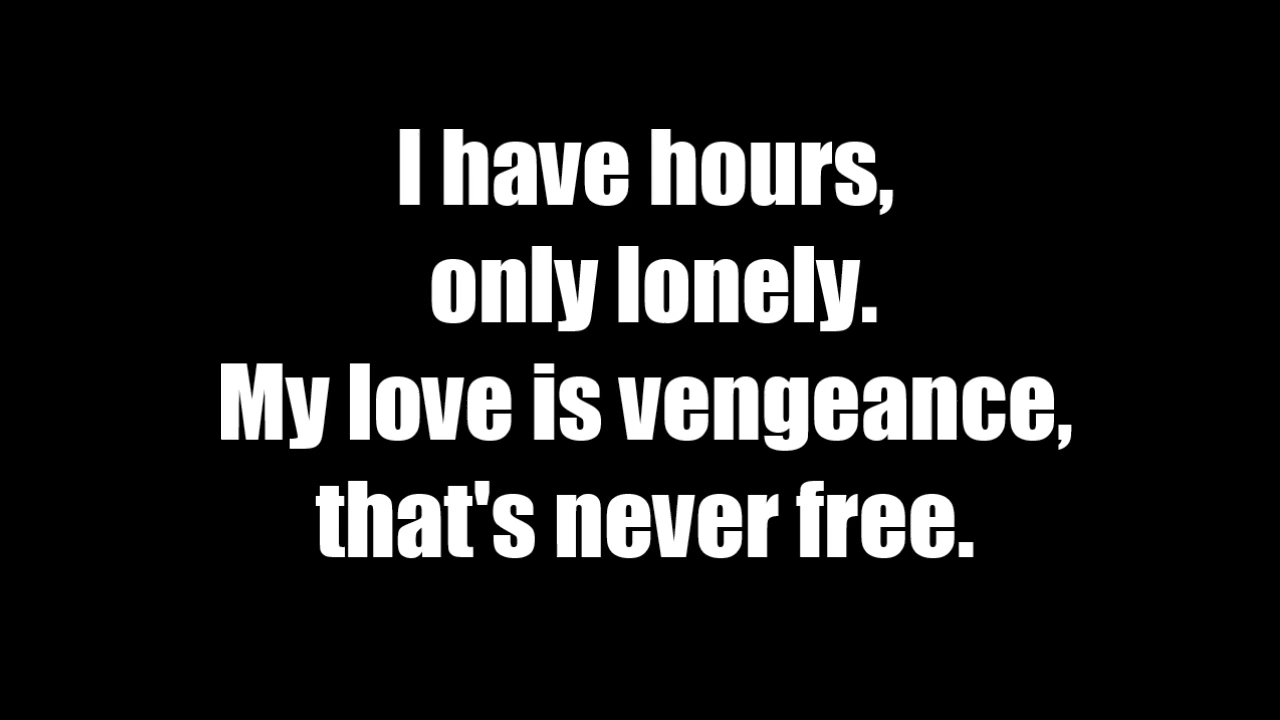 I have hours,
only lonely.
My love is vengeance,
that's never free.